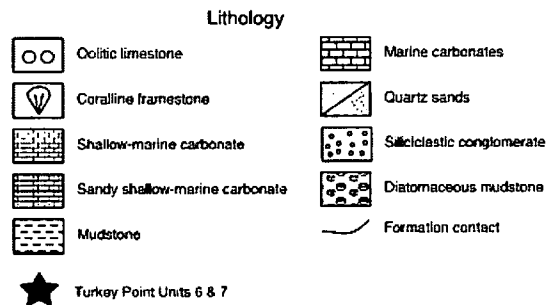 Lithology
Oolitic limestone
Coralline framestone
Shallow-marine carbonate
Sandy shallow-marine carbonate
Mudstone
Turkey Point Units 6 & 7
Marine carbonates
Quartz sands
Siliciclastic conglomerate
Diatomaceous mudstone
Formation contact